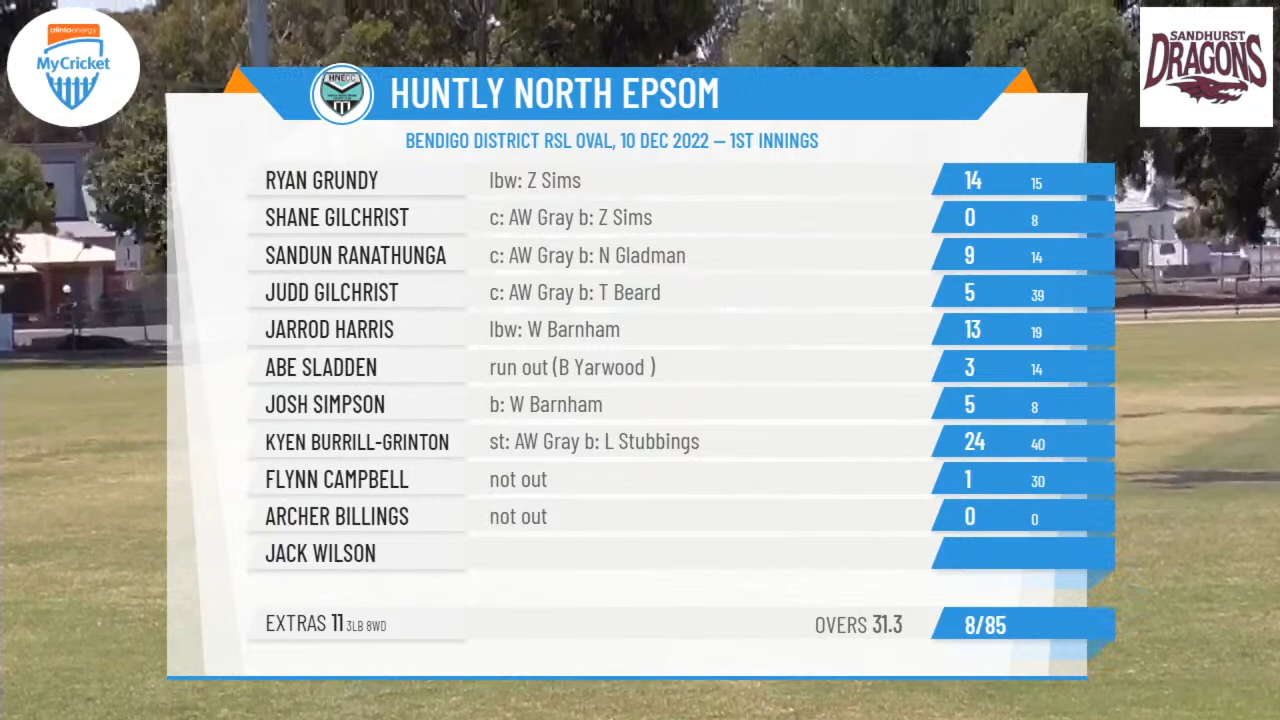 alintaenergy
MyCricket
SANDHURST
DRAGONS
HNECC
HUNTLY NORTH EPSOM
BENDIGO DISTRICT RSL OVAL, 10 DEC 2022 – 1ST INNINGS
RYAN GRUNDY lbw: Z Sims 14 15
SHANE GILCHRIST c: AW Gray b: Z Sims 0 8
SANDUN RANATHUNGA c: AW Gray b: N Gladman 9 14
JUDD GILCHRIST c: AW Gray b: T Beard 5 39
JARROD HARRIS lbw: W Barnham 13 19
ABE SLADDEN run out (B Yarwood ) 3 14
JOSH SIMPSON b: W Barnham 5 8
KYEN BURRILL-GRINTON st: AW Gray b: L Stubbings 24 40
FLYNN CAMPBELL not out 1 30
ARCHER BILLINGS not out 0 0
JACK WILSON
EXTRAS 11 3LB 8WD OVERS 31.3 8/85